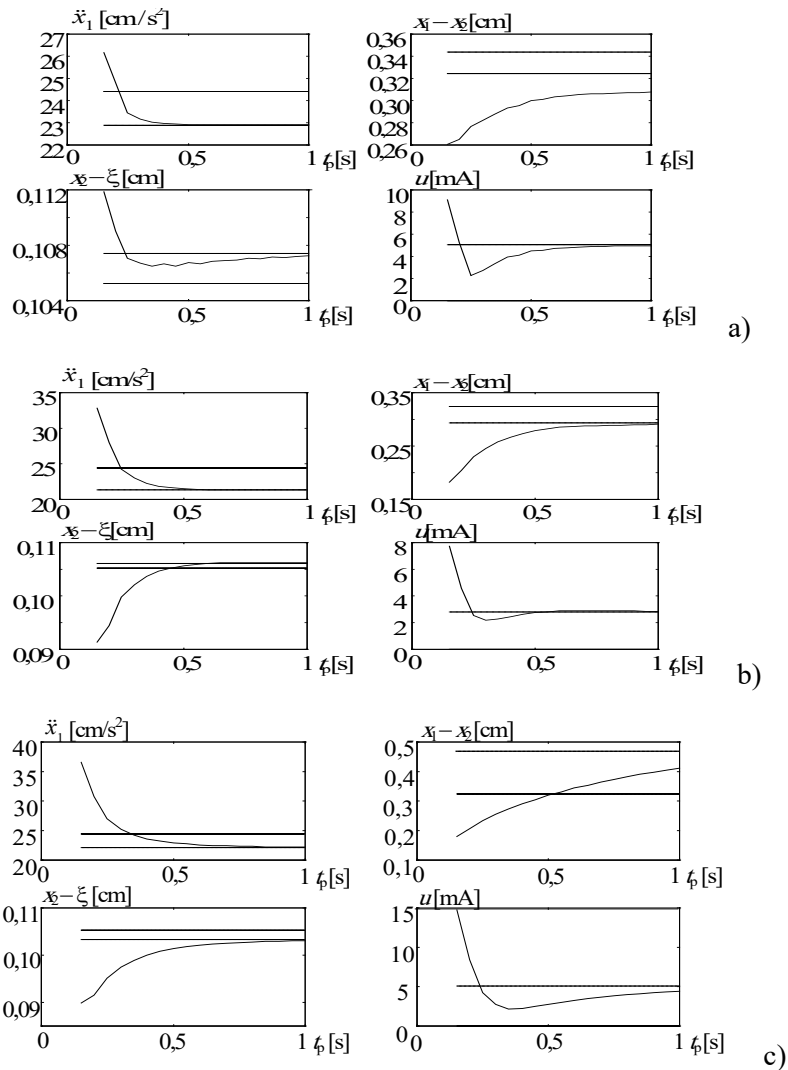 ẍ₁ [cm/s²]
27
26
25
24
23
22
0
0,5
1 tₚ[s]
x₁−x₂[cm]
0,36
0,34
0,32
0,30
0,28
0,26
0
0,5
1 tₚ[s]
x₂−ξ[cm]
0,112
0,108
0,104
0
0,5
1 tₚ[s]
u[mA]
10
8
6
4
2
0
0
0,5
1 tₚ[s]
a)
ẍ₁ [cm/s²]
35
30
25
20
0
0,5
1 tₚ[s]
x₁−x₂[cm]
0,35
0,25
0,15
0
0,5
1 tₚ[s]
x₂−ξ[cm]
0,11
0,10
0,09
0
0,5
1 tₚ[s]
u[mA]
8
6
4
2
0
0
0,5
1 tₚ[s]
b)
ẍ₁ [cm/s²]
40
35
30
25
20
0
0,5
1 tₚ[s]
x₁−x₂[cm]
0,5
0,4
0,3
0,2
0,1
0
0,5
1 tₚ[s]
x₂−ξ [cm]
0,11
0,10
0,09
0
0,5
1 tₚ[s]
u[mA]
15
10
5
0
0
0,5
1 tₚ[s]
c)